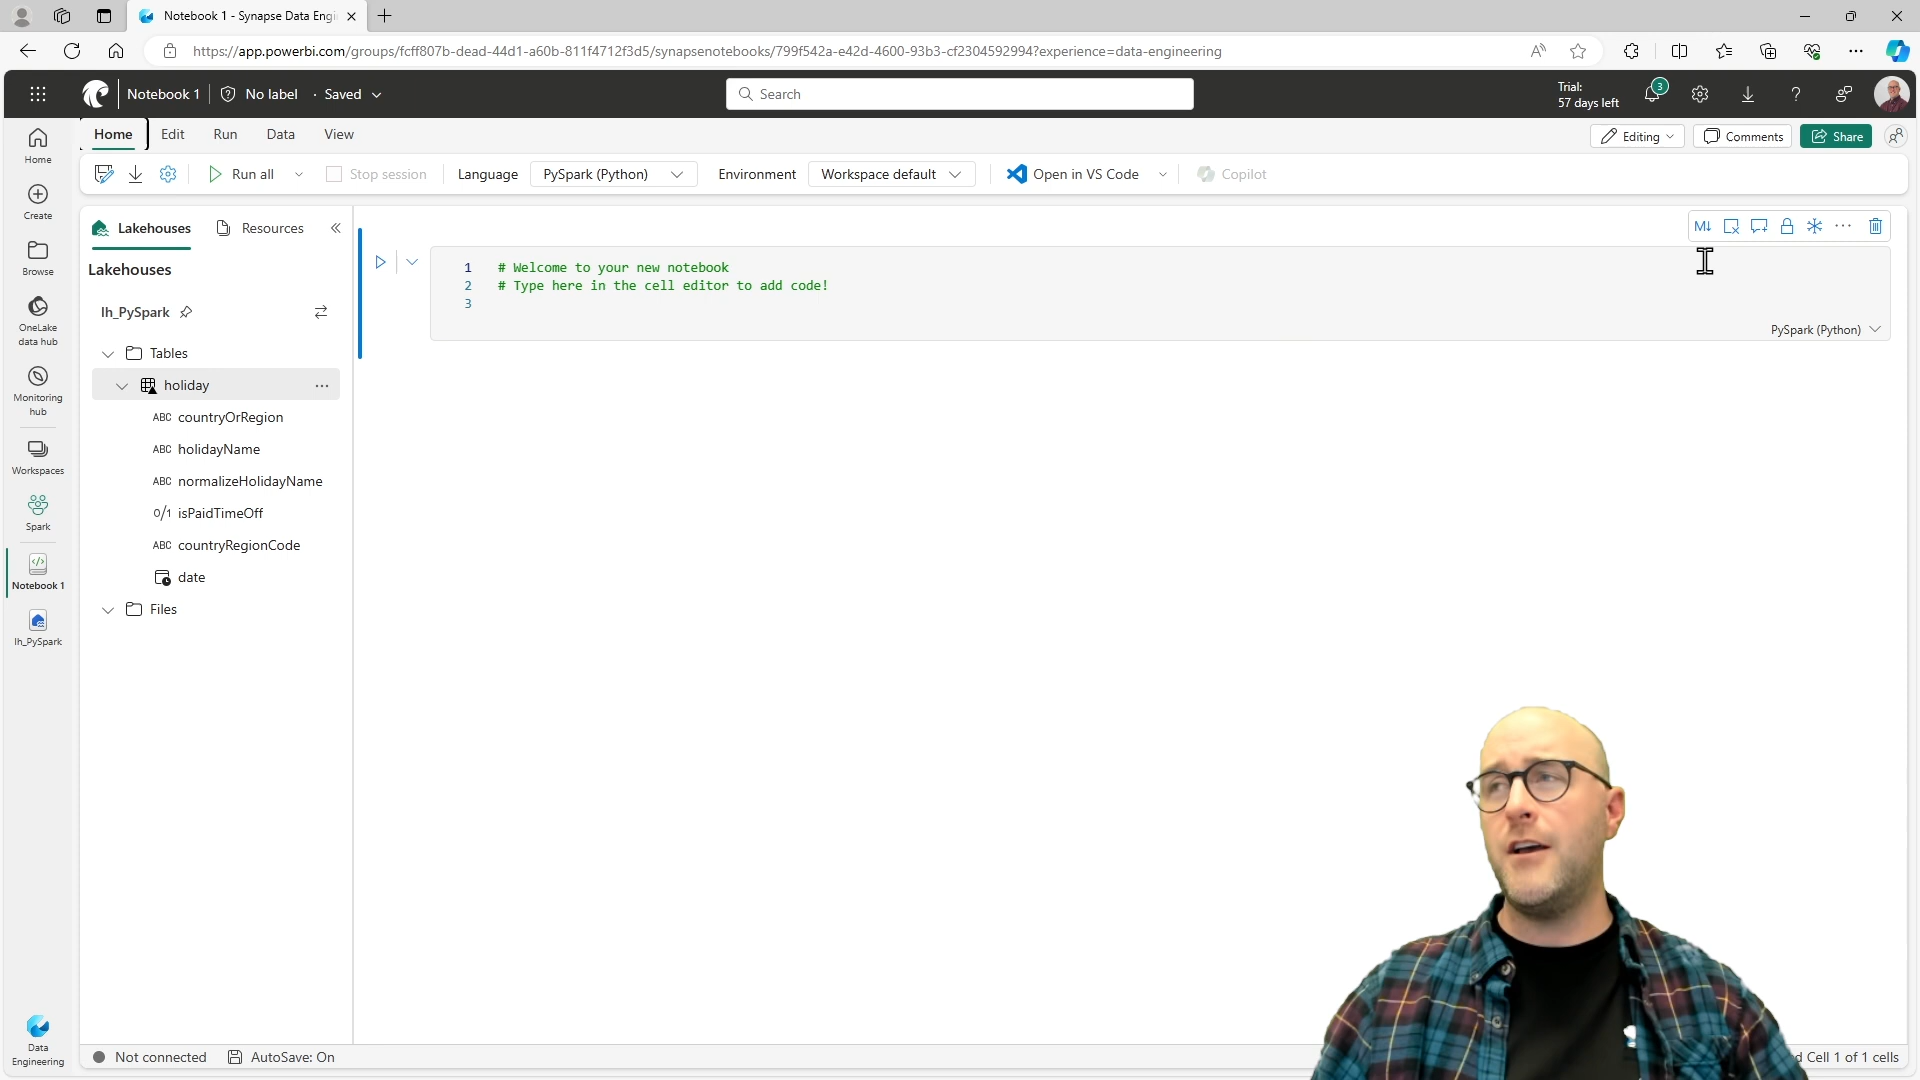 Notebook 1 - Synapse Data Engi
https://app.powerbi.com/groups/fcff807b-dead-44d1-a60b-811f4712f3d5/synapsenotebooks/799f542a-e42d-4600-93b3-cf2304592994?experience=data-engineering
Notebook 1
No label
· Saved
Search
Trial:
57 days left
3
Home
Edit
Run
Data
View
Editing
Comments
Share
Run all
Stop session
Language
PySpark (Python)
Environment
Workspace default
Open in VS Code
Copilot
Home
Create
Browse
OneLake
data hub
Monitoring
hub
Workspaces
Spark
Notebook 1
lh_PySpark
Data
Engineering
Lakehouses
Resources
Lakehouses
lh_PySpark
Tables
holiday
ABC countryOrRegion
ABC holidayName
ABC normalizeHolidayName
0/1 isPaidTimeOff
ABC countryRegionCode
date
Files
M↓
1 # Welcome to your new notebook
2 # Type here in the cell editor to add code!
3
PySpark (Python)
Not connected
AutoSave: On
Cell 1 of 1 cells